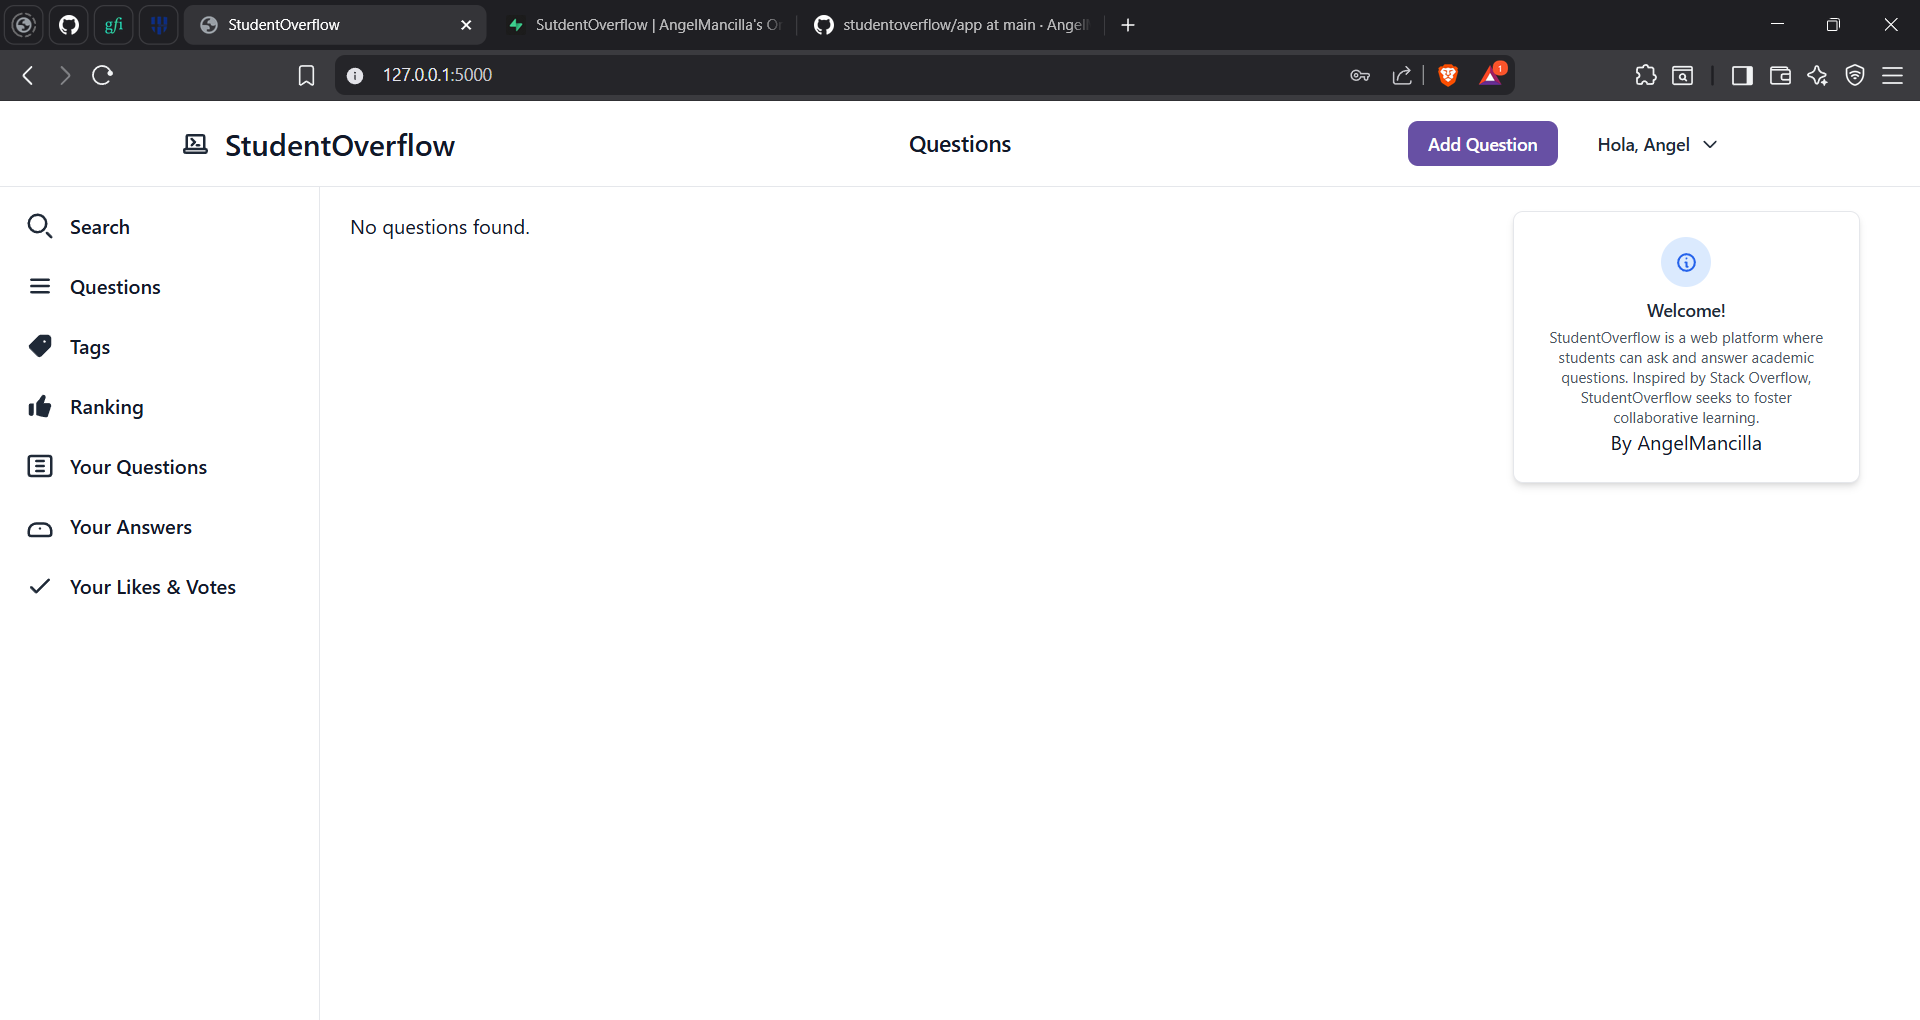 gfi
StudentOverflow
SutdentOverflow | AngelMancilla's Or
studentoverflow/app at main · Angel
127.0.0.1:5000
1
StudentOverflow
Questions
Add Question
Hola, Angel
Search
Questions
Tags
Ranking
Your Questions
Your Answers
Your Likes & Votes
No questions found.
Welcome!
StudentOverflow is a web platform where
students can ask and answer academic
questions. Inspired by Stack Overflow,
StudentOverflow seeks to foster
collaborative learning.
By AngelMancilla